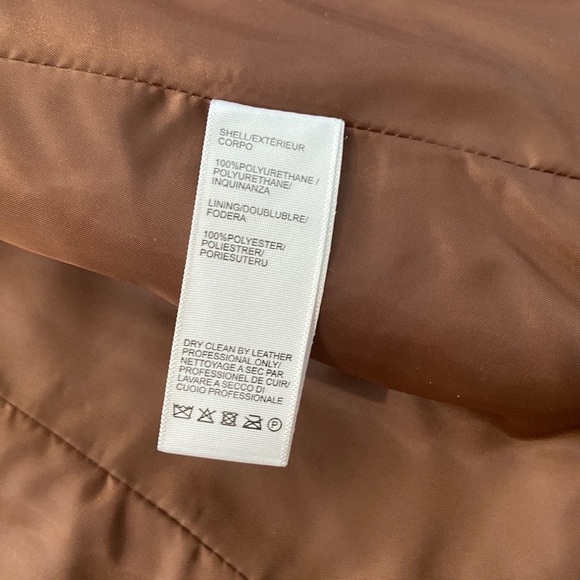 SHELL/EXTÉRIEUR
CORPO
100%POLYURETHANE /
POLYURETHANE/
INQUINANZA
LINING/DOUBLUBLRE/
FODERA
100%POLYESTER/
POLIESTRER/
PORIESUTERU
DRY CLEAN BY LEATHER
PROFESSIONAL ONLY/
NETTOYAGE A SEC PAR
PROFESSIONEL DE CUIR/
LAVARE A SECCO DI
CUOIO PROFESSIONALE
P